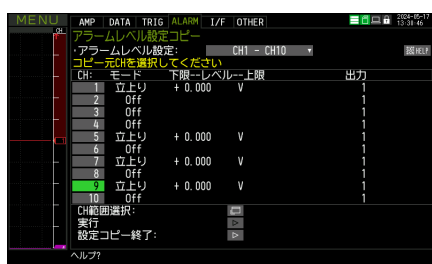 MENU AMP DATA TRIG ALARM I/F OTHER 2024-05-17 13:30:46
CH
アラームレベル設定コピー
・アラームレベル設定: CH1 - CH10 HELP
コピー元CHを選択してください
CH: モード 下限--レベル--上限 出力
1 立上り + 0.000 V 1
2 Off 1
3 Off 1
4 Off 1
5 立上り + 0.000 V 1
6 Off 1
7 立上り + 0.000 V 1
8 Off 1
9 立上り + 0.000 V 1
10 Off 1
CH範囲選択:
実行
設定コピー終了:
ヘルプ?